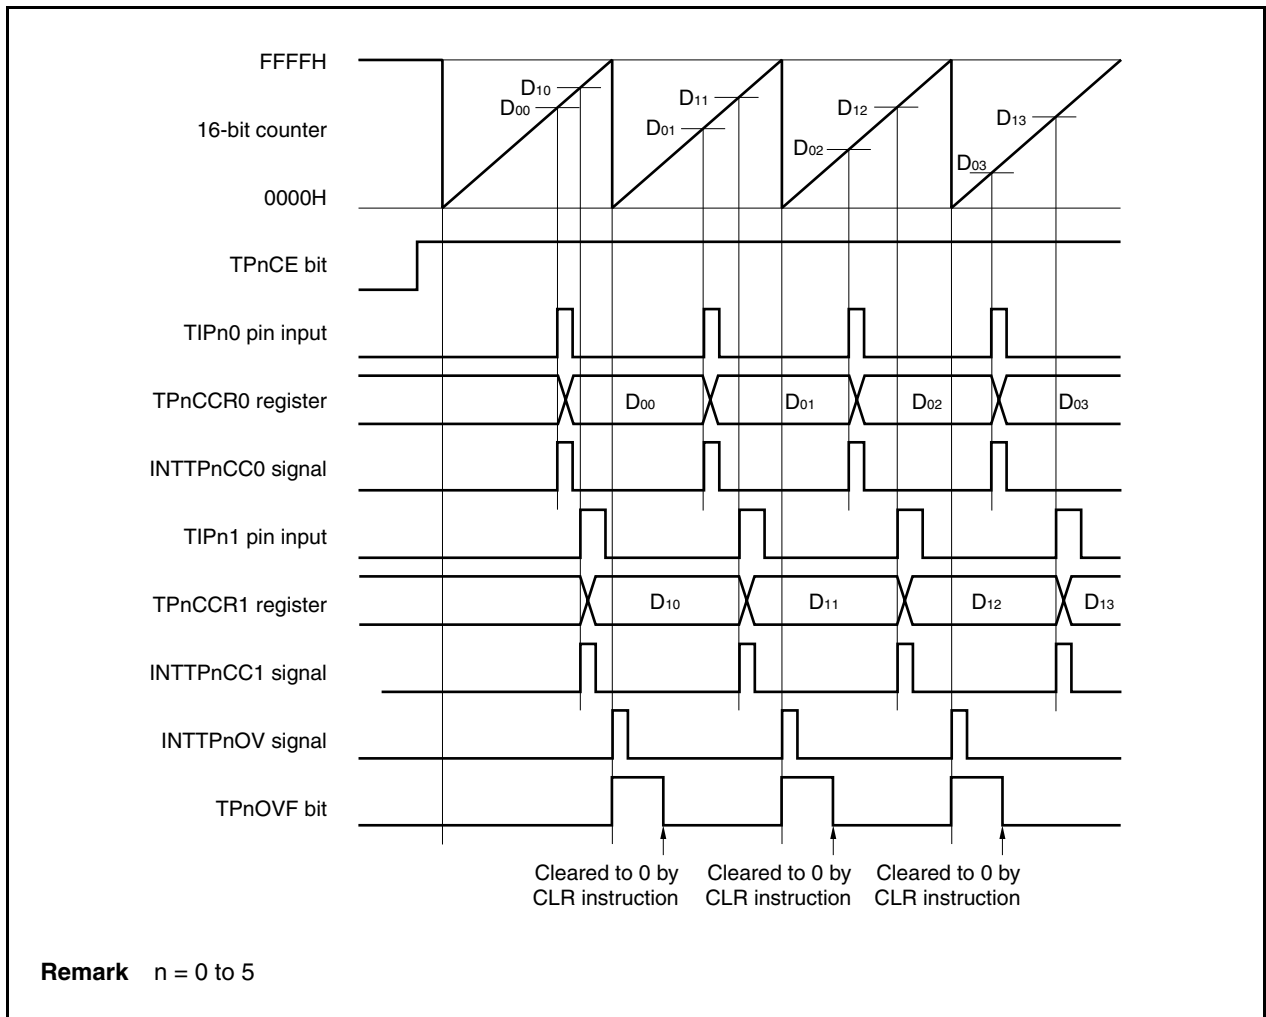 FFFFH
D10
D00
D11
D01
D12
D02
D13
D03
16-bit counter
0000H
TPnCE bit
TIPn0 pin input
TPnCCR0 register
D00
D01
D02
D03
INTTPnCC0 signal
TIPn1 pin input
TPnCCR1 register
D10
D11
D12
D13
INTTPnCC1 signal
INTTPnOV signal
TPnOVF bit
Cleared to 0 by
CLR instruction
Cleared to 0 by
CLR instruction
Cleared to 0 by
CLR instruction
Remark n = 0 to 5